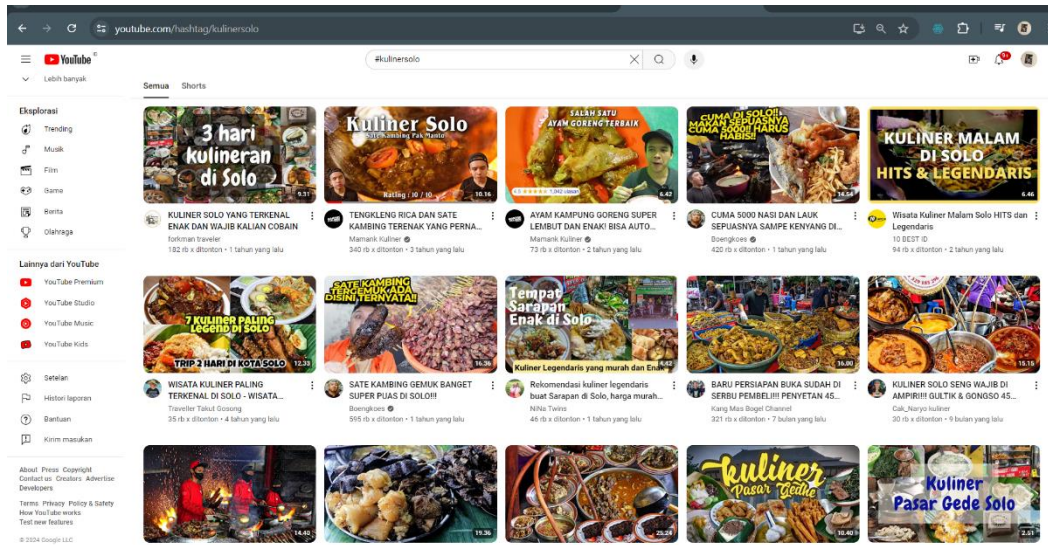 youtube.com/hashtag/kulinersolo
YouTube ID
#kulinersolo
9+
Lebih banyak
Semua Shorts
Eksplorasi
Trending
Musik
Film
Game
Berita
Olahraga
Lainnya dari YouTube
YouTube Premium
YouTube Studio
YouTube Music
YouTube Kids
Setelan
Histori laporan
Bantuan
Kirim masukan
About Press Copyright
Contact us Creators Advertise
Developers
Terms Privacy Policy & Safety
How YouTube works
Test new features
© 2024 Google LLC
3 hari
kulineran
di Solo
9.31
KULINER SOLO YANG TERKENAL
ENAK DAN WAJIB KALIAN COBAIN
forkman traveler
182 rb x ditonton • 1 tahun yang lalu
Kuliner Solo
Sate Kambing Pak Manto
Rating : 10 / 10
10.16
TENGKLENG RICA DAN SATE
KAMBING TERENAK YANG PERNA...
Mamank Kuliner
340 rb x ditonton • 3 tahun yang lalu
SALAH SATU
AYAM GORENG TERBAIK
4.5 1,942 ulasan
6.42
AYAM KAMPUNG GORENG SUPER
LEMBUT DAN ENAK! BISA AUTO...
Mamank Kuliner
73 rb x ditonton • 2 tahun yang lalu
CUMA DI SOLO!!
MAKAN SEPUASNYA
CUMA 5000!! HARUS
HABIS!!
14.54
CUMA 5000 NASI DAN LAUK
SEPUASNYA SAMPE KENYANG DI...
Boengkoes
420 rb x ditonton • 1 tahun yang lalu
KULINER MALAM
DI SOLO
HITS & LEGENDARIS
6.46
Wisata Kuliner Malam Solo HITS dan
Legendaris
10 BEST ID
94 rb x ditonton • 2 tahun yang lalu
7 KULINER PALING
LEGEND DI SOLO
TRIP 2 HARI DI KOTA SOLO
12.33
WISATA KULINER PALING
TERKENAL DI SOLO - WISATA...
Traveller Takut Gosong
35 rb x ditonton • 4 tahun yang lalu
SATE KAMBING
TERGEMUK ADA
DISINI TERNYATA!!
16.36
SATE KAMBING GEMUK BANGET
SUPER PUAS DI SOLO!!!
Boengkoes
595 rb x ditonton • 1 tahun yang lalu
Tempat
Sarapan
Enak di Solo
Kuliner Legendaris yang murah dan Enak
4.42
Rekomendasi kuliner legendaris
buat Sarapan di Solo, harga murah...
NiNa Twins
46 rb x ditonton • 1 tahun yang lalu
16.00
BARU PERSIAPAN BUKA SUDAH DI
SERBU PEMBELI!!! PENYETAN 45...
Kang Mas Bogel Channel
321 rb x ditonton • 7 bulan yang lalu
15.15
KULINER SOLO SENG WAJIB DI
AMPIRI!!! GULTIK & GONGSO 45...
Cak_Naryo kuliner
30 rb x ditonton • 9 bulan yang lalu
14.40
19.36
25.24
kuliner
Pasar Gedhe
10.40
Kuliner
Pasar Gede Solo
2.51